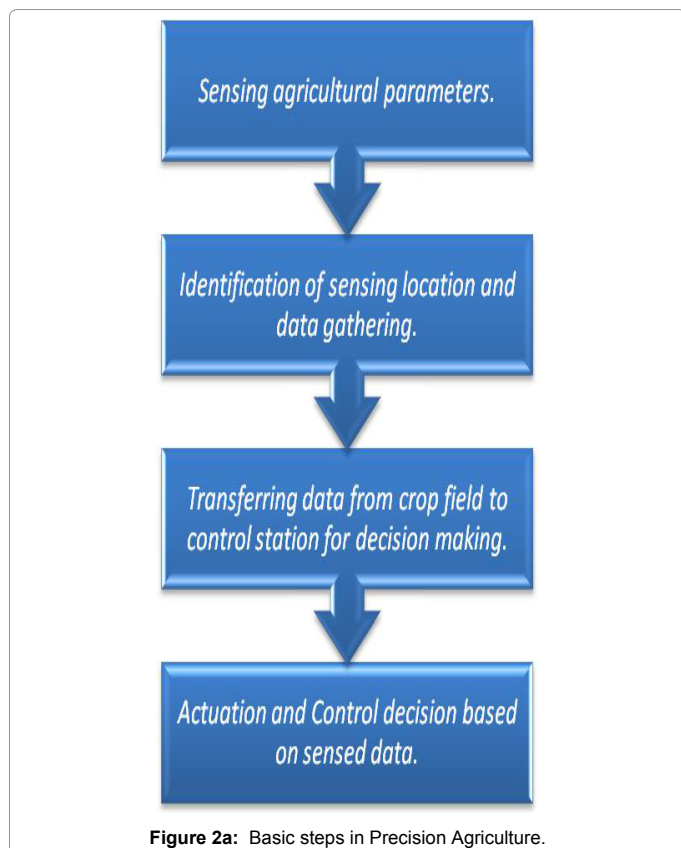 Sensing agricultural parameters.
Identification of sensing location and
data gathering.
Transferring data from crop field to
control station for decision making.
Actuation and Control decision based
on sensed data.
Figure 2a: Basic steps in Precision Agriculture.